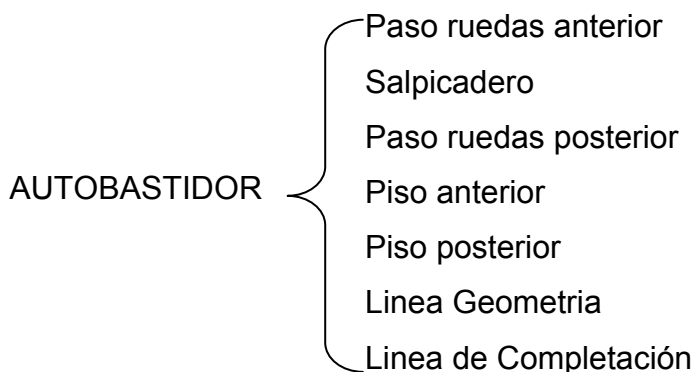 Paso ruedas anterior
Salpicadero
Paso ruedas posterior
AUTOBASTIDOR
Piso anterior
Piso posterior
Linea Geometria
Linea de Completación